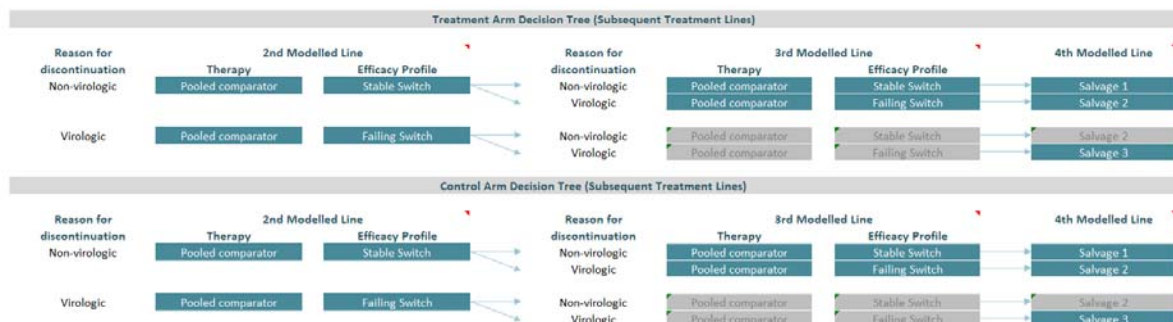 Treatment Arm Decision Tree (Subsequent Treatment Lines)
Reason for 2nd Modelled Line Reason for 3rd Modelled Line 4th Modelled Line
discontinuation Therapy Efficacy Profile discontinuation Therapy Efficacy Profile
Non-virologic Pooled comparator Stable Switch Non-virologic Pooled comparator Stable Switch Salvage 1
Virologic Pooled comparator Failing Switch Salvage 2
Virologic Pooled comparator Failing Switch Non-virologic Pooled comparator Stable Switch Salvage 2
Virologic Pooled comparator Failing Switch Salvage 3
Control Arm Decision Tree (Subsequent Treatment Lines)
Reason for 2nd Modelled Line Reason for 3rd Modelled Line 4th Modelled Line
discontinuation Therapy Efficacy Profile discontinuation Therapy Efficacy Profile
Non-virologic Pooled comparator Stable Switch Non-virologic Pooled comparator Stable Switch Salvage 1
Virologic Pooled comparator Failing Switch Salvage 2
Virologic Pooled comparator Failing Switch Non-virologic Pooled comparator Stable Switch Salvage 2
Virologic Pooled comparator Failing Switch Salvage 3